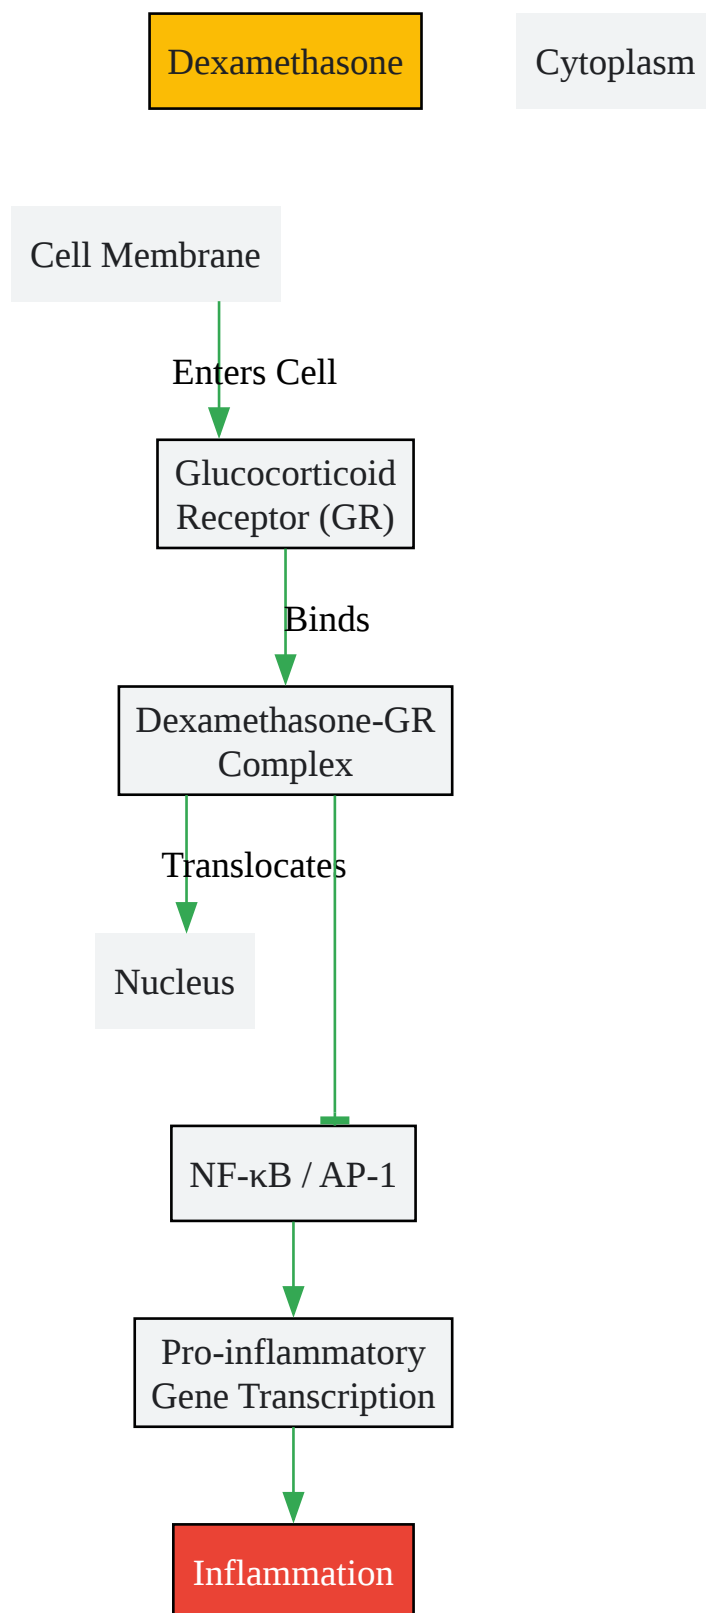 Dexamethasone
Cytoplasm
Cell Membrane
Enters Cell
Glucocorticoid
Receptor (GR)
Binds
Dexamethasone-GR
Complex
Translocates
Nucleus
NF-κB / AP-1
Pro-inflammatory
Gene Transcription
Inflammation